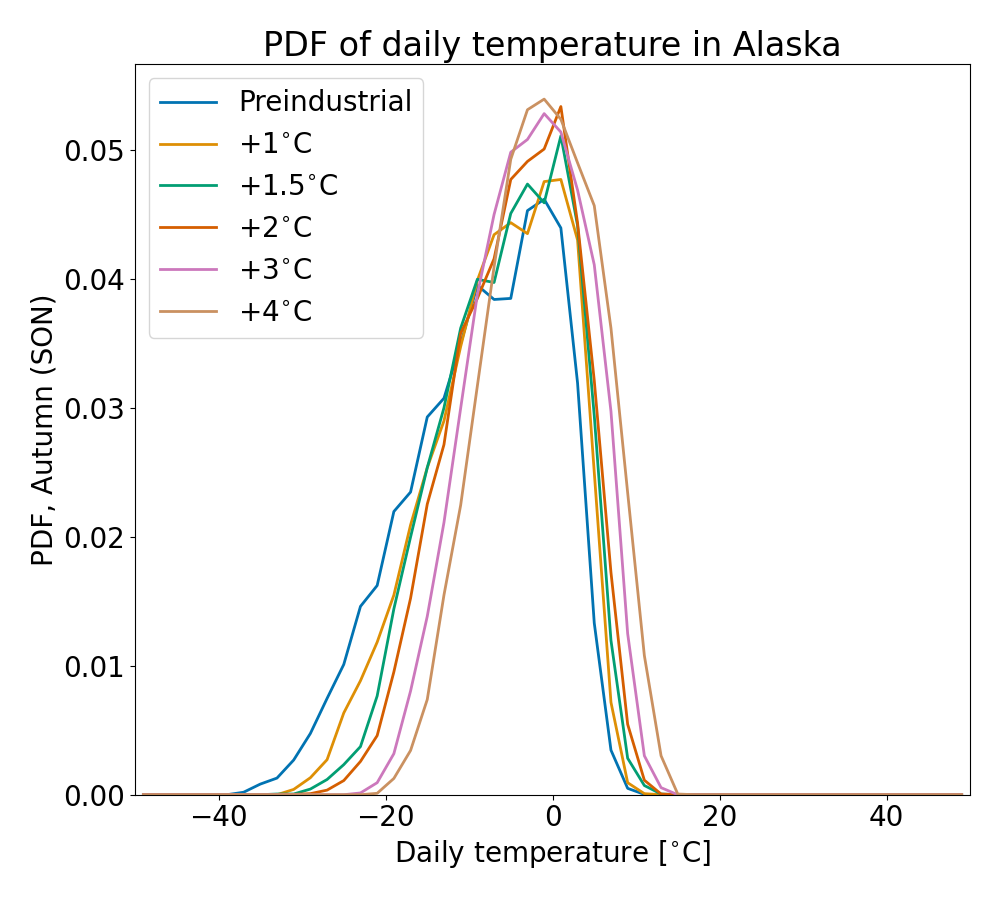 PDF of daily temperature in Alaska
Preindustrial
+1°C
+1.5°C
+2°C
+3°C
+4°C
PDF, Autumn (SON)
0.05
0.04
0.03
0.02
0.01
0.00
−40
−20
0
20
40
Daily temperature [°C]